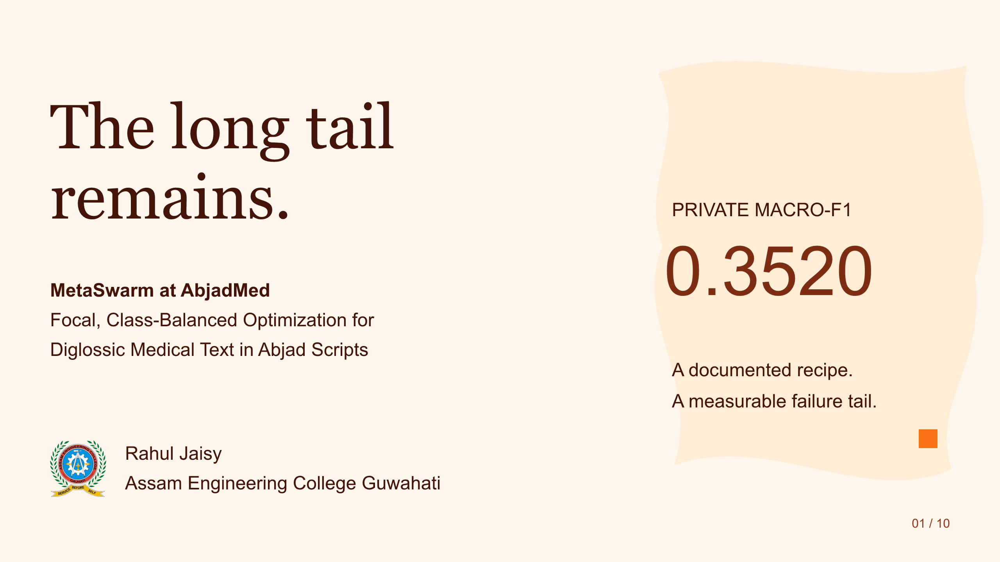 The long tail
remains.
MetaSwarm at AbjadMed
Focal, Class-Balanced Optimization for
Diglossic Medical Text in Abjad Scripts
ASSAM ENGINEERING COLLEGE
GAUHATI
SERVICE BEFORE SELF
Rahul Jaisy
Assam Engineering College Guwahati
PRIVATE MACRO-F1
0.3520
A documented recipe.
A measurable failure tail.
01 / 10